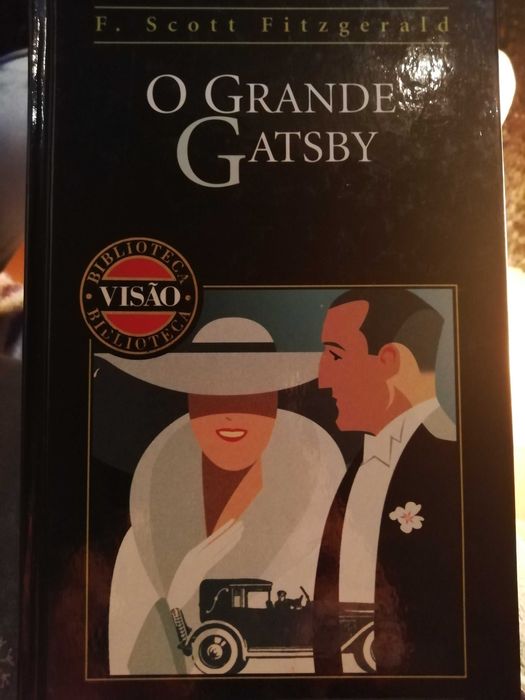 F. Scott Fitzgerald
O GRANDE
GATSBY
BIBLIOTECA
VISÃO
BIBLIOTECA